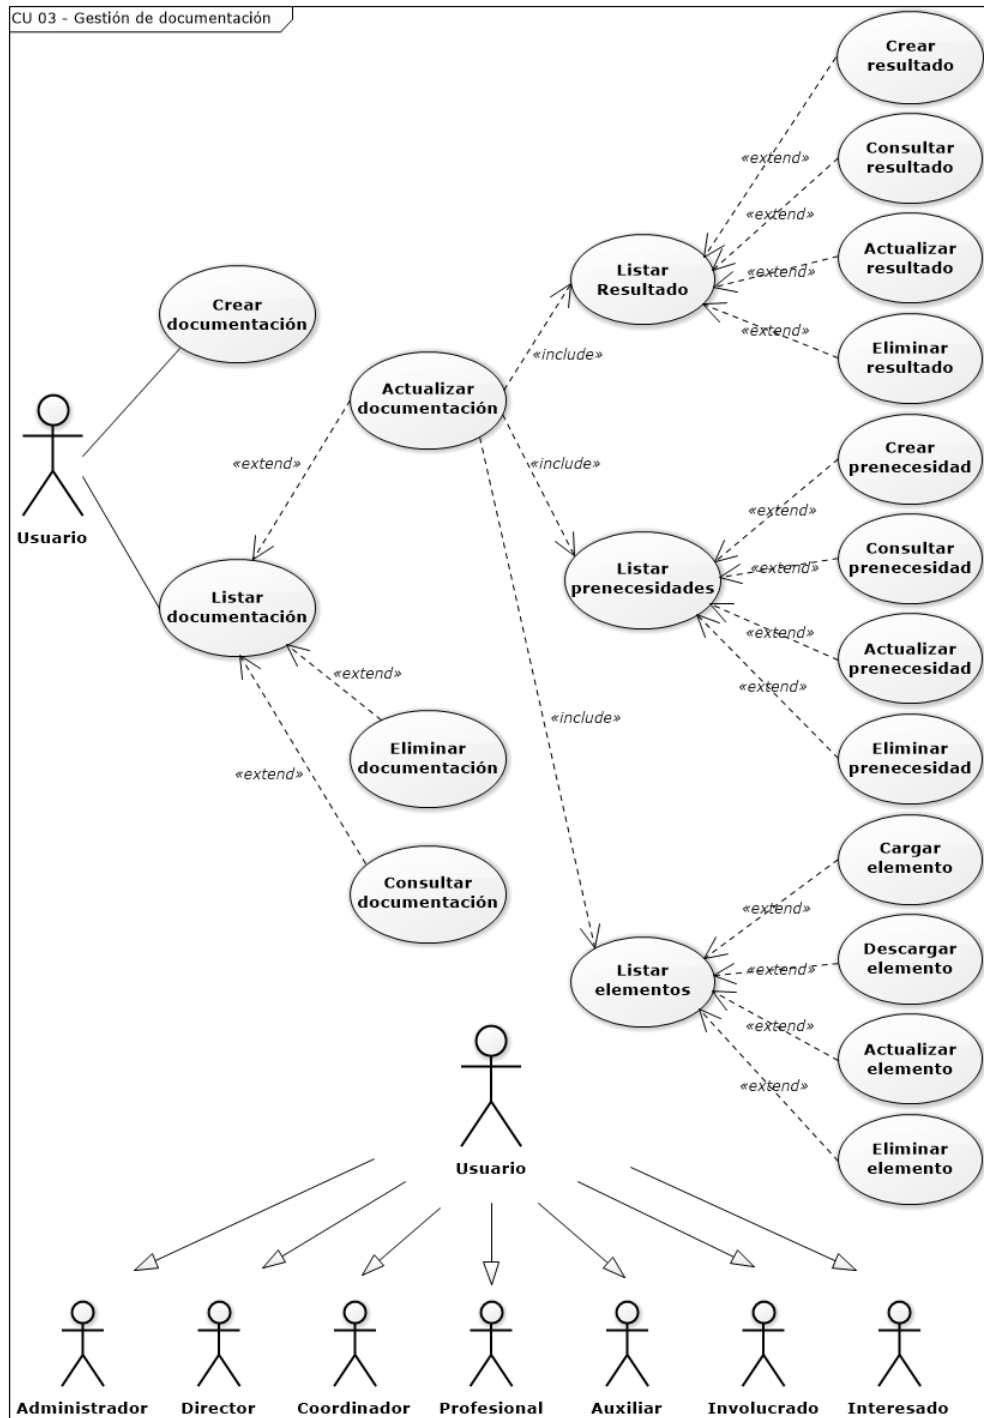 CU 03 - Gestión de documentación
Crear
resultado
«extend»
Consultar
resultado
«extend»
Actualizar
resultado
«extend»
Eliminar
resultado
«extend»
Listar
Resultado
Crear
documentación
«include»
Actualizar
documentación
Usuario
«extend»
«include»
Crear
prenecesidad
«extend»
Consultar
prenecesidad
«extend»
Listar
prenecesidades
Listar
documentación
Actualizar
prenecesidad
«extend»
«extend»
«extend»
«include»
Eliminar
prenecesidad
Eliminar
documentación
«extend»
Consultar
documentación
Cargar
elemento
«extend»
Descargar
elemento
«extend»
Listar
elementos
Actualizar
elemento
«extend»
«extend»
Eliminar
elemento
Usuario
Administrador
Director
Coordinador
Profesional
Auxiliar
Involucrado
Interesado